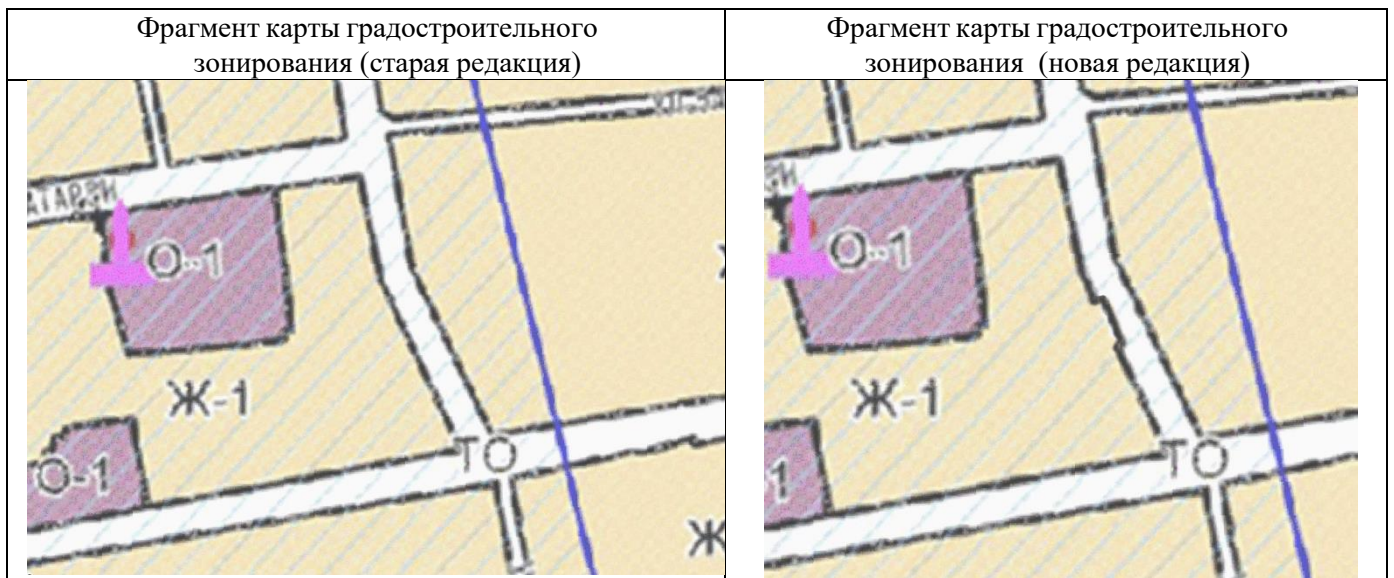 Фрагмент карты градостроительного
зонирования (старая редакция)
Фрагмент карты градостроительного
зонирования (новая редакция)
О-1
Ж-1
О-1
ТО
Ж
О-1
Ж-1
1
ТО